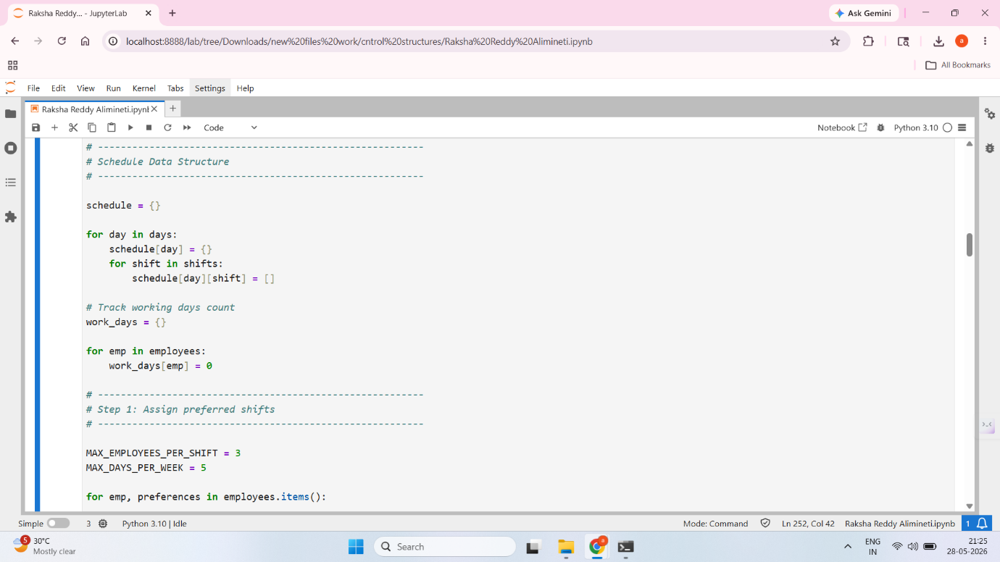 Raksha Reddy... - JupyterLab
Ask Gemini
localhost:8888/lab/tree/Downloads/new%20files%20work/cntrol%20structures/Raksha%20Reddy%20Alimineti.ipynb
a
All Bookmarks
File Edit View Run Kernel Tabs Settings Help
Raksha Reddy Alimineti.ipynb
Code
Notebook
Python 3.10
# ---------------------------------------------------------
# Schedule Data Structure
# ---------------------------------------------------------
schedule = {}
for day in days:
    schedule[day] = {}
    for shift in shifts:
        schedule[day][shift] = []
# Track working days count
work_days = {}
for emp in employees:
    work_days[emp] = 0
# ---------------------------------------------------------
# Step 1: Assign preferred shifts
# ---------------------------------------------------------
MAX_EMPLOYEES_PER_SHIFT = 3
MAX_DAYS_PER_WEEK = 5
for emp, preferences in employees.items():
Simple 3 Python 3.10 | Idle Mode: Command Ln 252, Col 42 Raksha Reddy Alimineti.ipynb 1
5
30°C
Mostly clear
Search
a
ENG
IN
21:25
28-05-2026